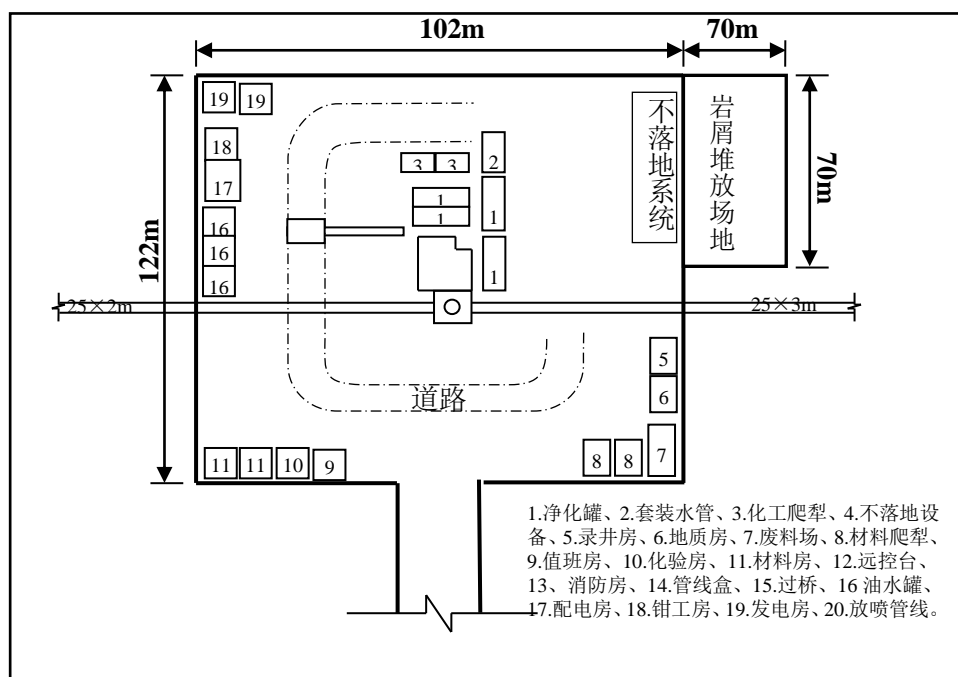 102m
70m
19
19
不落地系统
岩屑堆放场地
70m
18
3
3
2
17
1
1
1
16
16
1
16
122m
25×2m
25×3m
5
道路
6
11
11
10
9
8
8
7
1.净化罐、2.套装水管、3.化工爬犁、4.不落地设
备、5.录井房、6.地质房、7.废料场、8.材料爬犁、
9.值班房、10.化验房、11.材料房、12.远控台、
13、消防房、14.管线盒、15.过桥、16 油水罐、
17.配电房、18.钳工房、19.发电房、20.放喷管线。